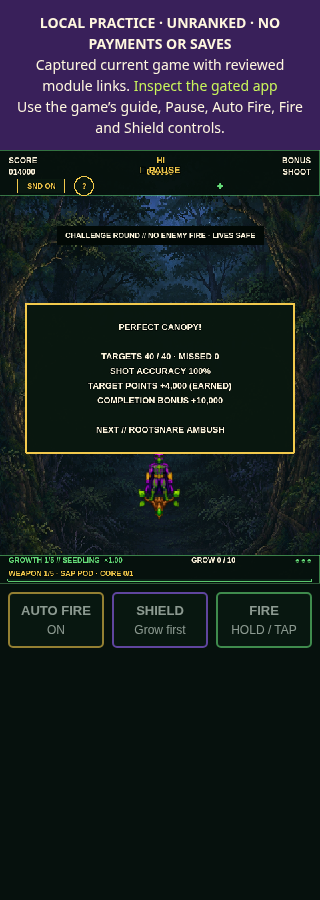 LOCAL PRACTICE · UNRANKED · NO
PAYMENTS OR SAVES
Captured current game with reviewed
module links. Inspect the gated app
Use the game's guide, Pause, Auto Fire, Fire
and Shield controls.
SCORE HI BONUS
014000 PAUSE SHOOT
SND ON ?
CHALLENGE ROUND // NO ENEMY FIRE · LIVES SAFE
PERFECT CANOPY!
TARGETS 40 / 40 · MISSED 0
SHOT ACCURACY 100%
TARGET POINTS +4,000 (EARNED)
COMPLETION BONUS +10,000
NEXT // ROOTSNARE AMBUSH
GROWTH 1/5 // SEEDLING ×1.00 GROW 0 / 10
WEAPON 1/5 · SAP POD · CORE 0/1
AUTO FIRE SHIELD FIRE
ON Grow first HOLD / TAP